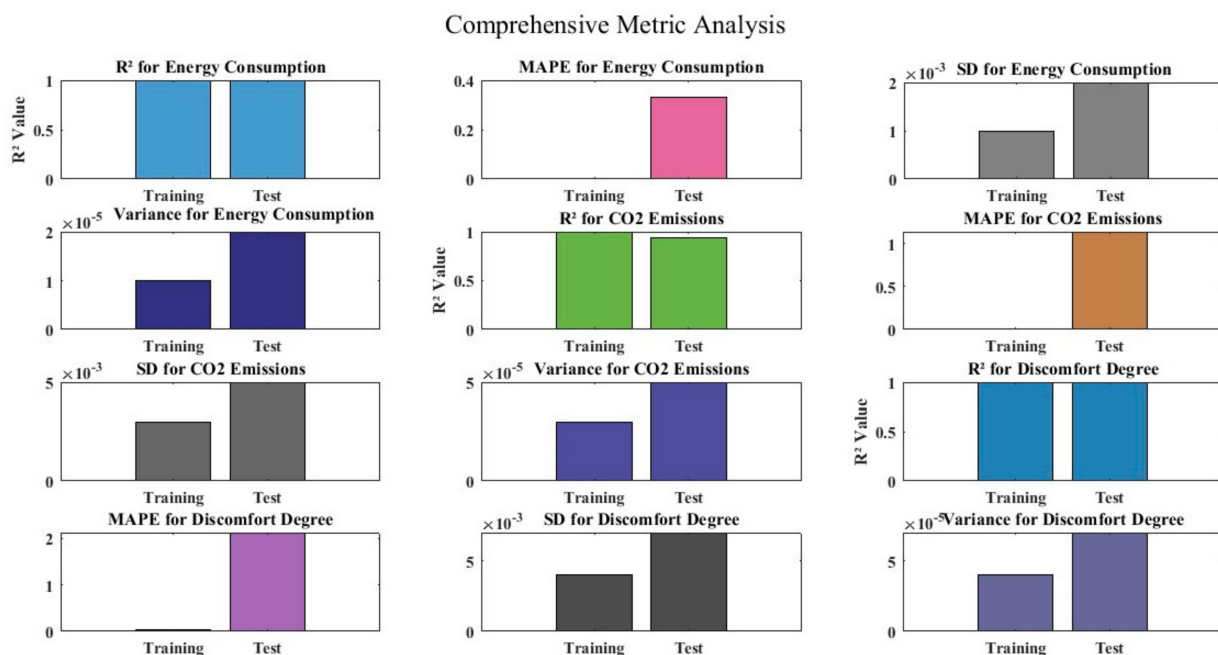 Comprehensive Metric Analysis
R² for Energy Consumption
R² Value
1
0.5
0
Training Test
MAPE for Energy Consumption
0.4
0.2
0
Training Test
×10⁻³ SD for Energy Consumption
2
1
0
Training Test
×10⁻⁵ Variance for Energy Consumption
2
1
0
Training Test
R² for CO2 Emissions
R² Value
1
0.5
0
Training Test
MAPE for CO2 Emissions
1
0.5
0
Training Test
×10⁻³ SD for CO2 Emissions
5
0
Training Test
×10⁻⁵ Variance for CO2 Emissions
5
0
Training Test
R² for Discomfort Degree
R² Value
1
0.5
0
Training Test
MAPE for Discomfort Degree
2
1
0
Training Test
×10⁻³ SD for Discomfort Degree
5
0
Training Test
×10⁻⁵ Variance for Discomfort Degree
5
0
Training Test